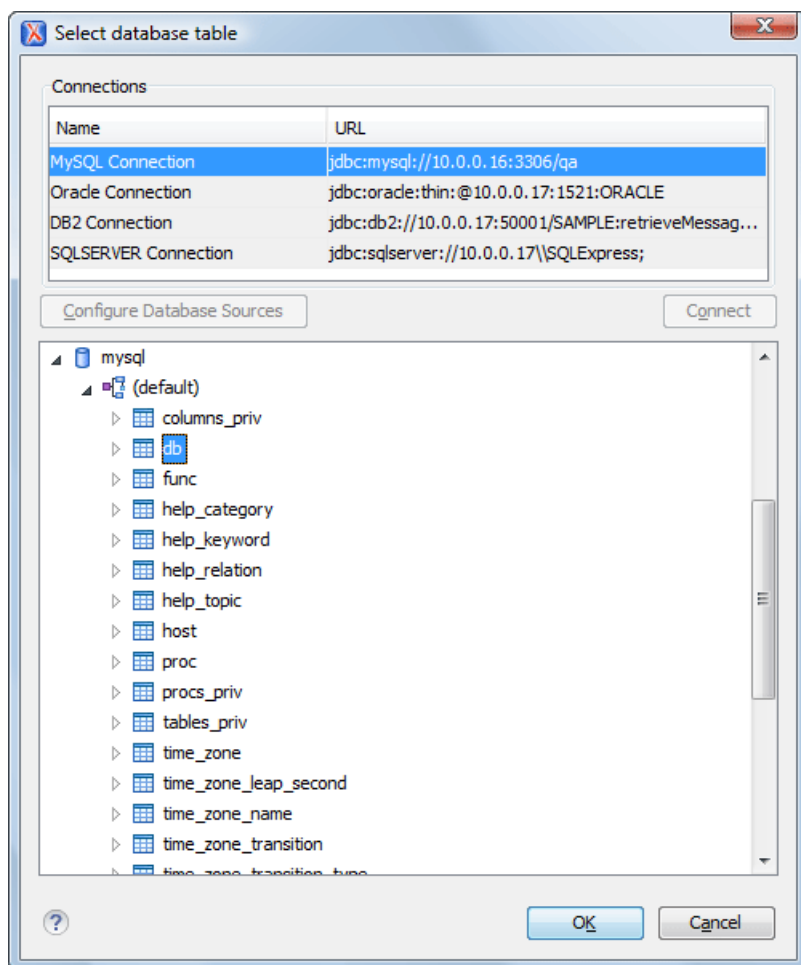 Select database table
Connections
Name URL
MySQL Connection jdbc:mysql://10.0.0.16:3306/qa
Oracle Connection jdbc:oracle:thin:@10.0.0.17:1521:ORACLE
DB2 Connection jdbc:db2://10.0.0.17:50001/SAMPLE:retrieveMessag...
SQLSERVER Connection jdbc:sqlserver://10.0.0.17\\SQLExpress;
Configure Database Sources Connect
mysql
(default)
columns_priv
db
func
help_category
help_keyword
help_relation
help_topic
host
proc
procs_priv
tables_priv
time_zone
time_zone_leap_second
time_zone_name
time_zone_transition
time_zone_transition_type
? OK Cancel